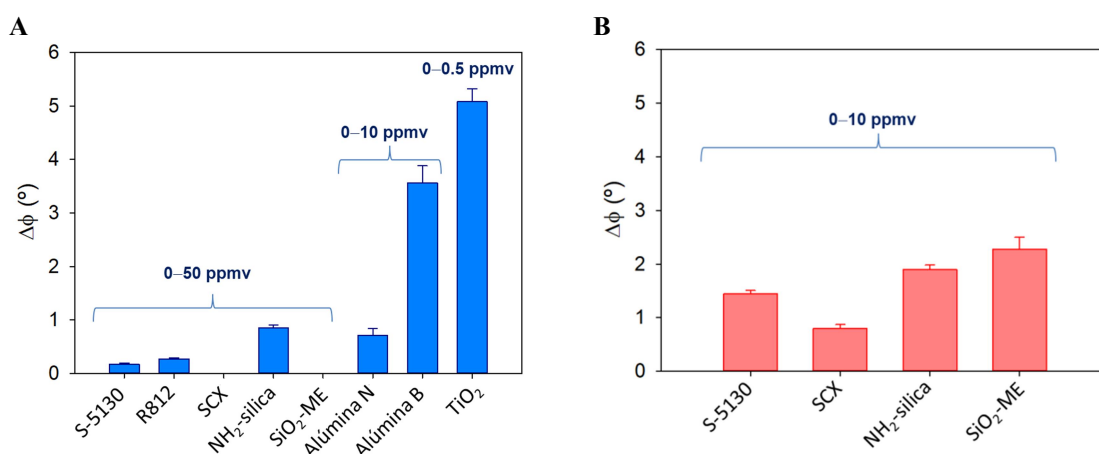 A
Δϕ (°)
6
5
4
3
2
1
0
0–50 ppmv
0–10 ppmv
0–0.5 ppmv
S-5130
R812
SCX
NH₂-silica
SiO₂-ME
Alúmina N
Alúmina B
TiO₂
B
Δϕ (°)
6
5
4
3
2
1
0
0–10 ppmv
S-5130
SCX
NH₂-silica
SiO₂-ME